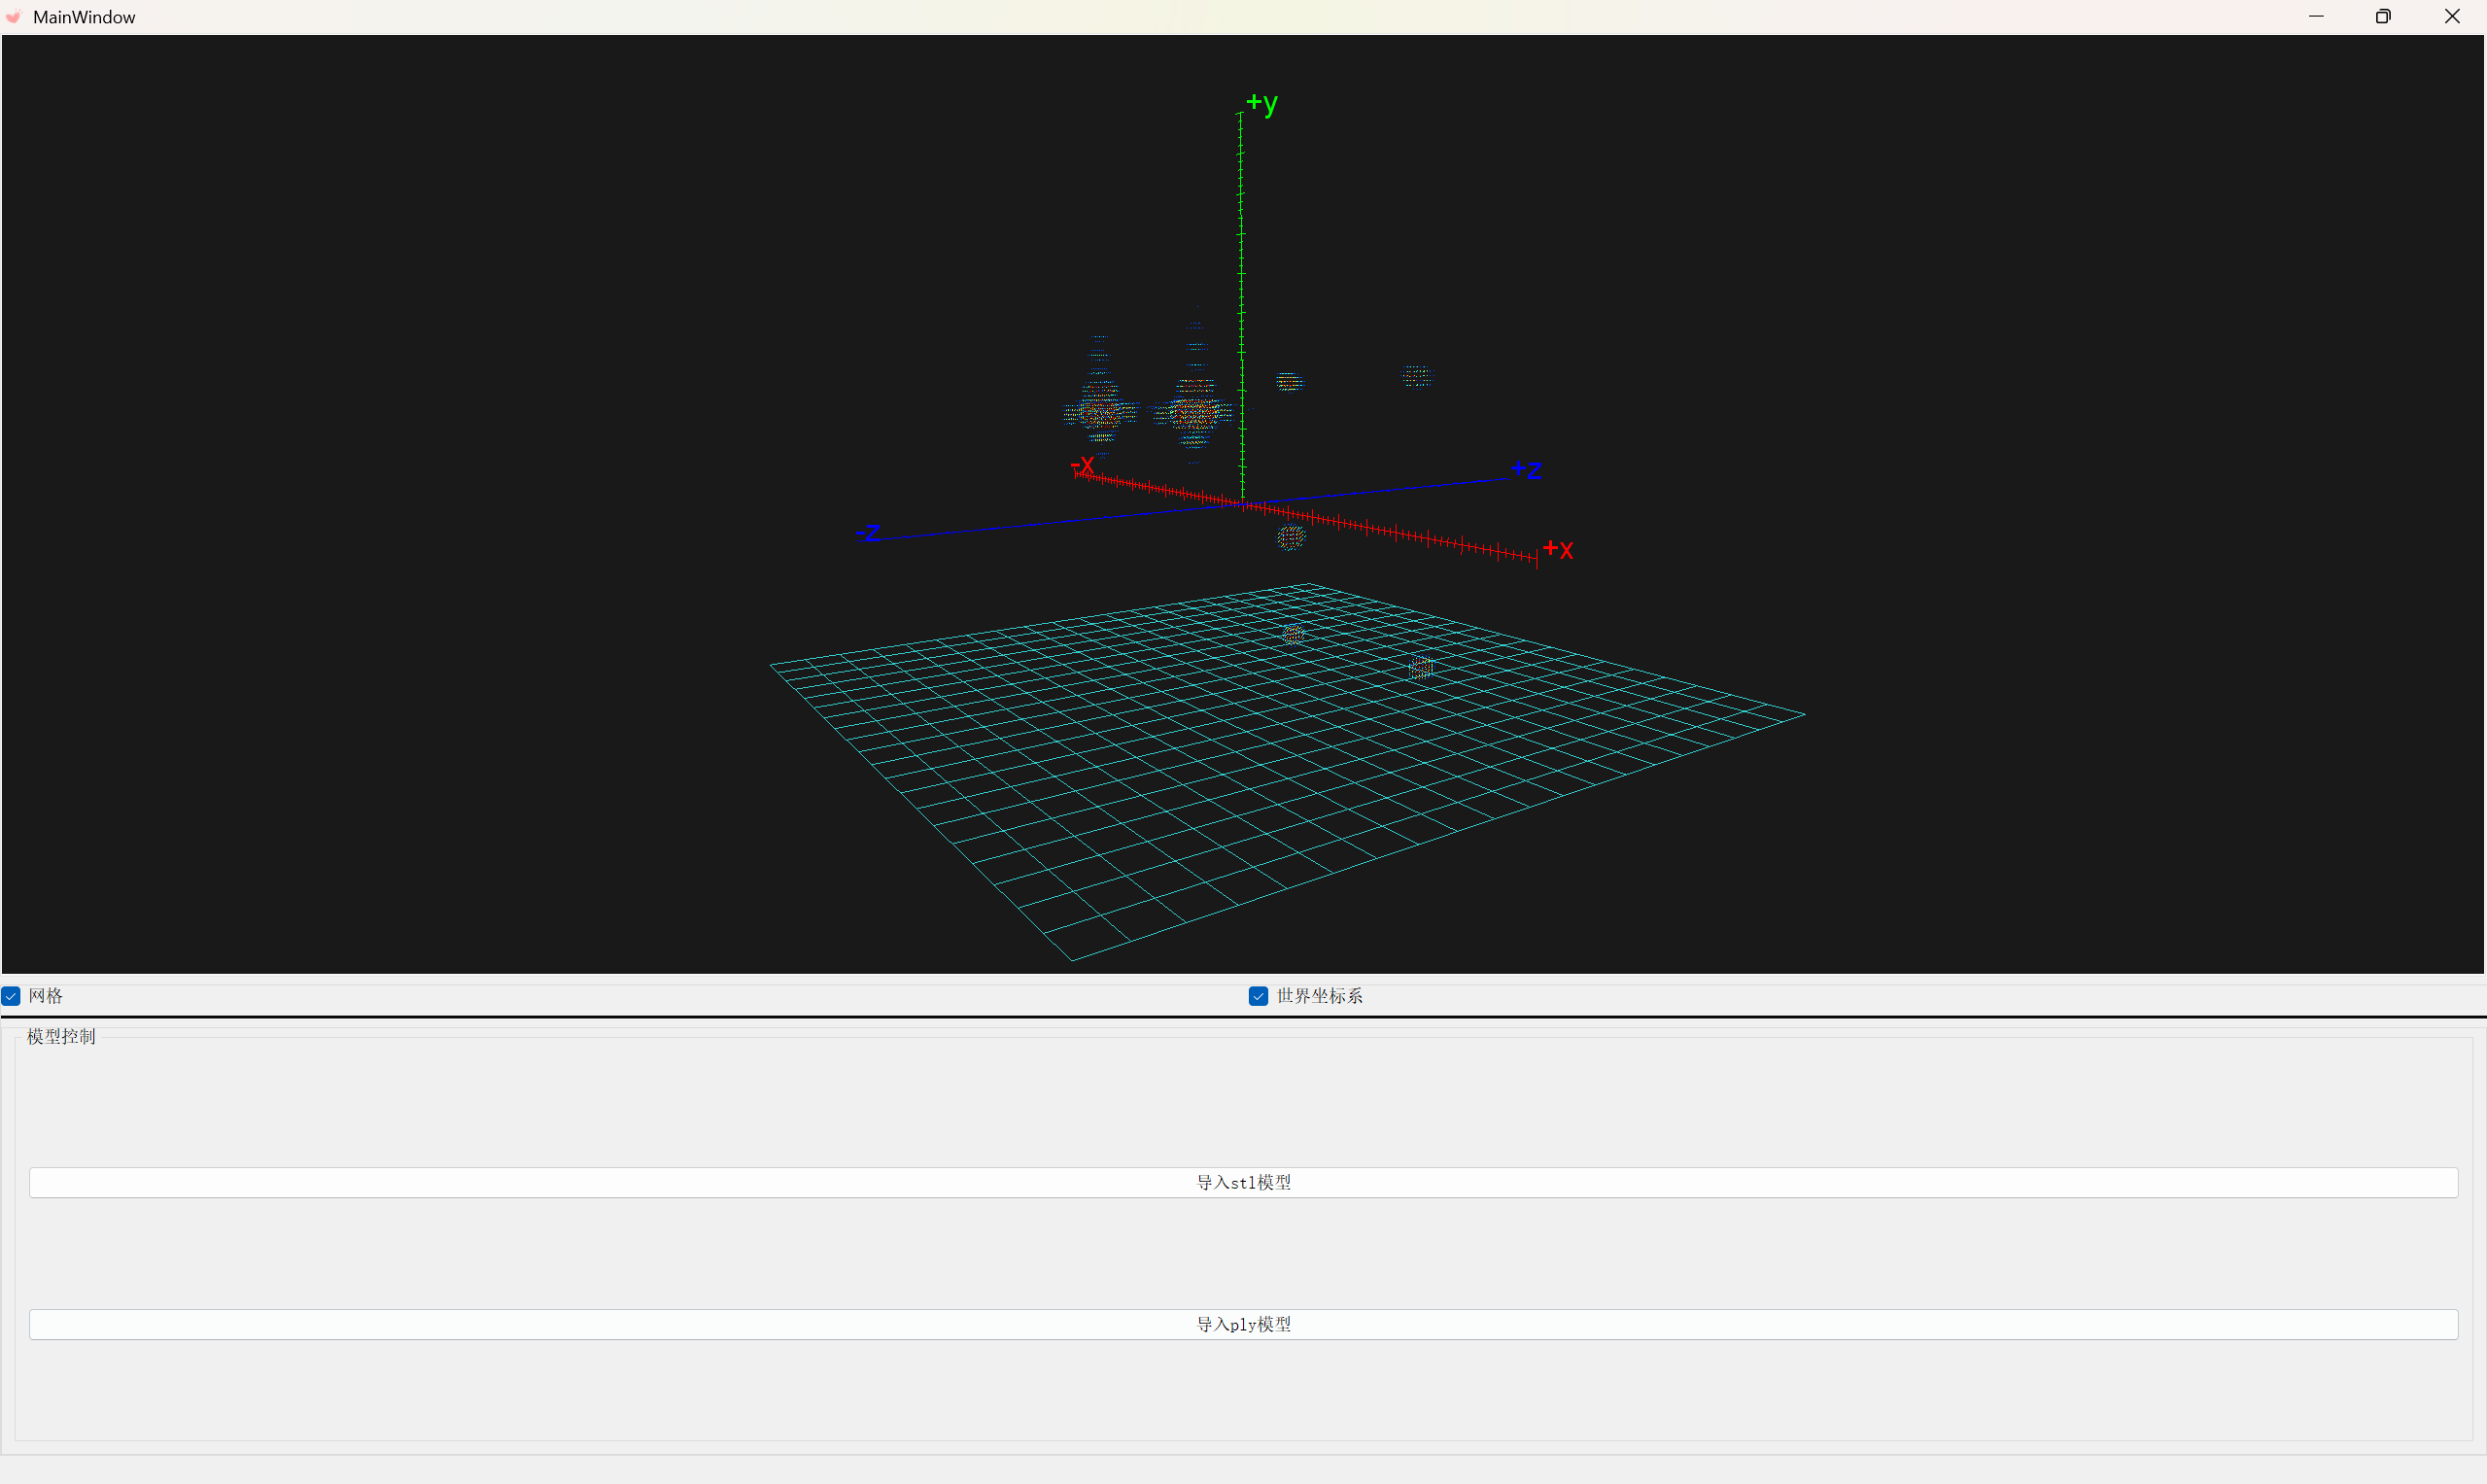 MainWindow
+y
-x
+z
-z
+x
网格
世界坐标系
模型控制
导入stl模型
导入ply模型